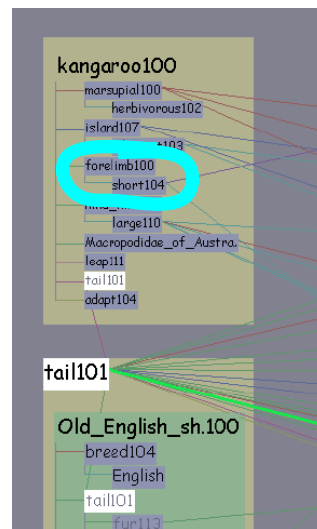 kangaroo100
marsupial100
herbivorous102
island107
forelimb100
short104
large110
Macropodidae_of_Austra.
leap111
tail101
adapt104
tail101
Old_English_sh.100
breed104
English
tail101
fur113